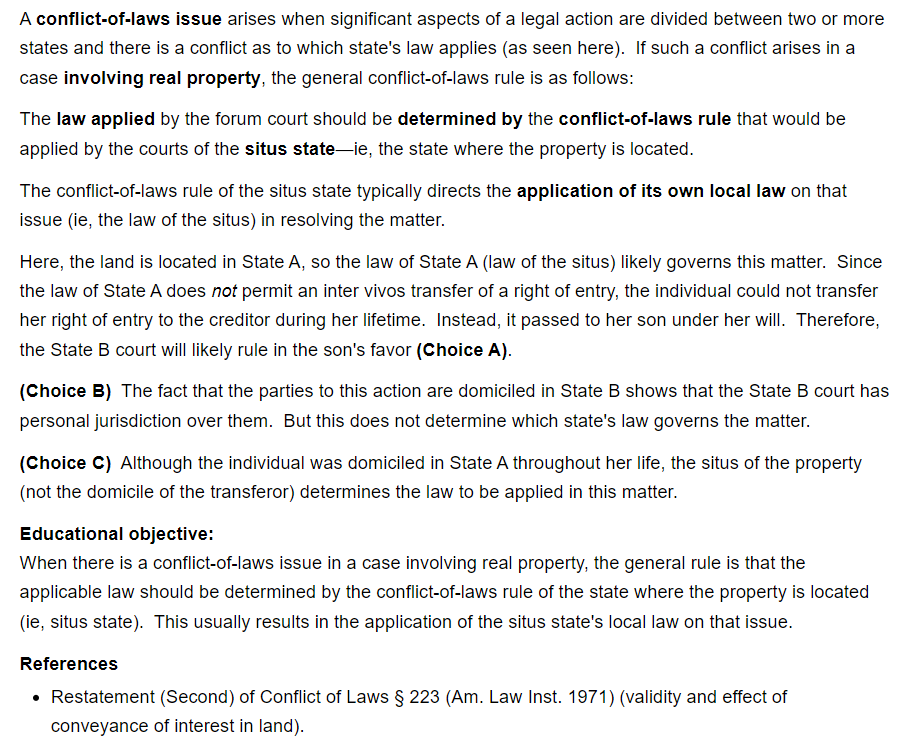 A conflict-of-laws issue arises when significant aspects of a legal action are divided between two or more
states and there is a conflict as to which state's law applies (as seen here).  If such a conflict arises in a
case involving real property, the general conflict-of-laws rule is as follows:
The law applied by the forum court should be determined by the conflict-of-laws rule that would be
applied by the courts of the situs state—ie, the state where the property is located.
The conflict-of-laws rule of the situs state typically directs the application of its own local law on that
issue (ie, the law of the situs) in resolving the matter.
Here, the land is located in State A, so the law of State A (law of the situs) likely governs this matter.  Since
the law of State A does not permit an inter vivos transfer of a right of entry, the individual could not transfer
her right of entry to the creditor during her lifetime.  Instead, it passed to her son under her will.  Therefore,
the State B court will likely rule in the son's favor (Choice A).
(Choice B)  The fact that the parties to this action are domiciled in State B shows that the State B court has
personal jurisdiction over them.  But this does not determine which state's law governs the matter.
(Choice C)  Although the individual was domiciled in State A throughout her life, the situs of the property
(not the domicile of the transferor) determines the law to be applied in this matter.
Educational objective:
When there is a conflict-of-laws issue in a case involving real property, the general rule is that the
applicable law should be determined by the conflict-of-laws rule of the state where the property is located
(ie, situs state).  This usually results in the application of the situs state's local law on that issue.
References
• Restatement (Second) of Conflict of Laws § 223 (Am. Law Inst. 1971) (validity and effect of
conveyance of interest in land).